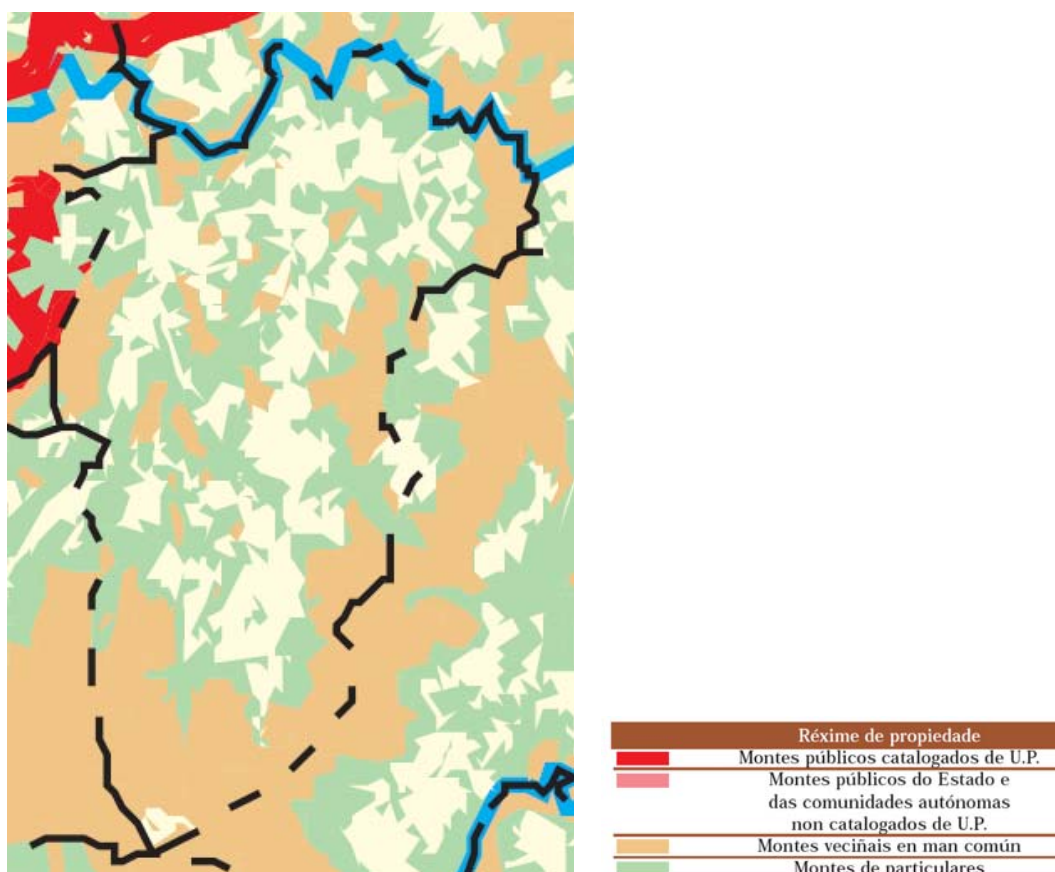 Réxime de propiedade
Montes públicos catalogados de U.P.
Montes públicos do Estado e
das comunidades autónomas
non catalogados de U.P.
Montes veciñais en man común
Montes de particulares